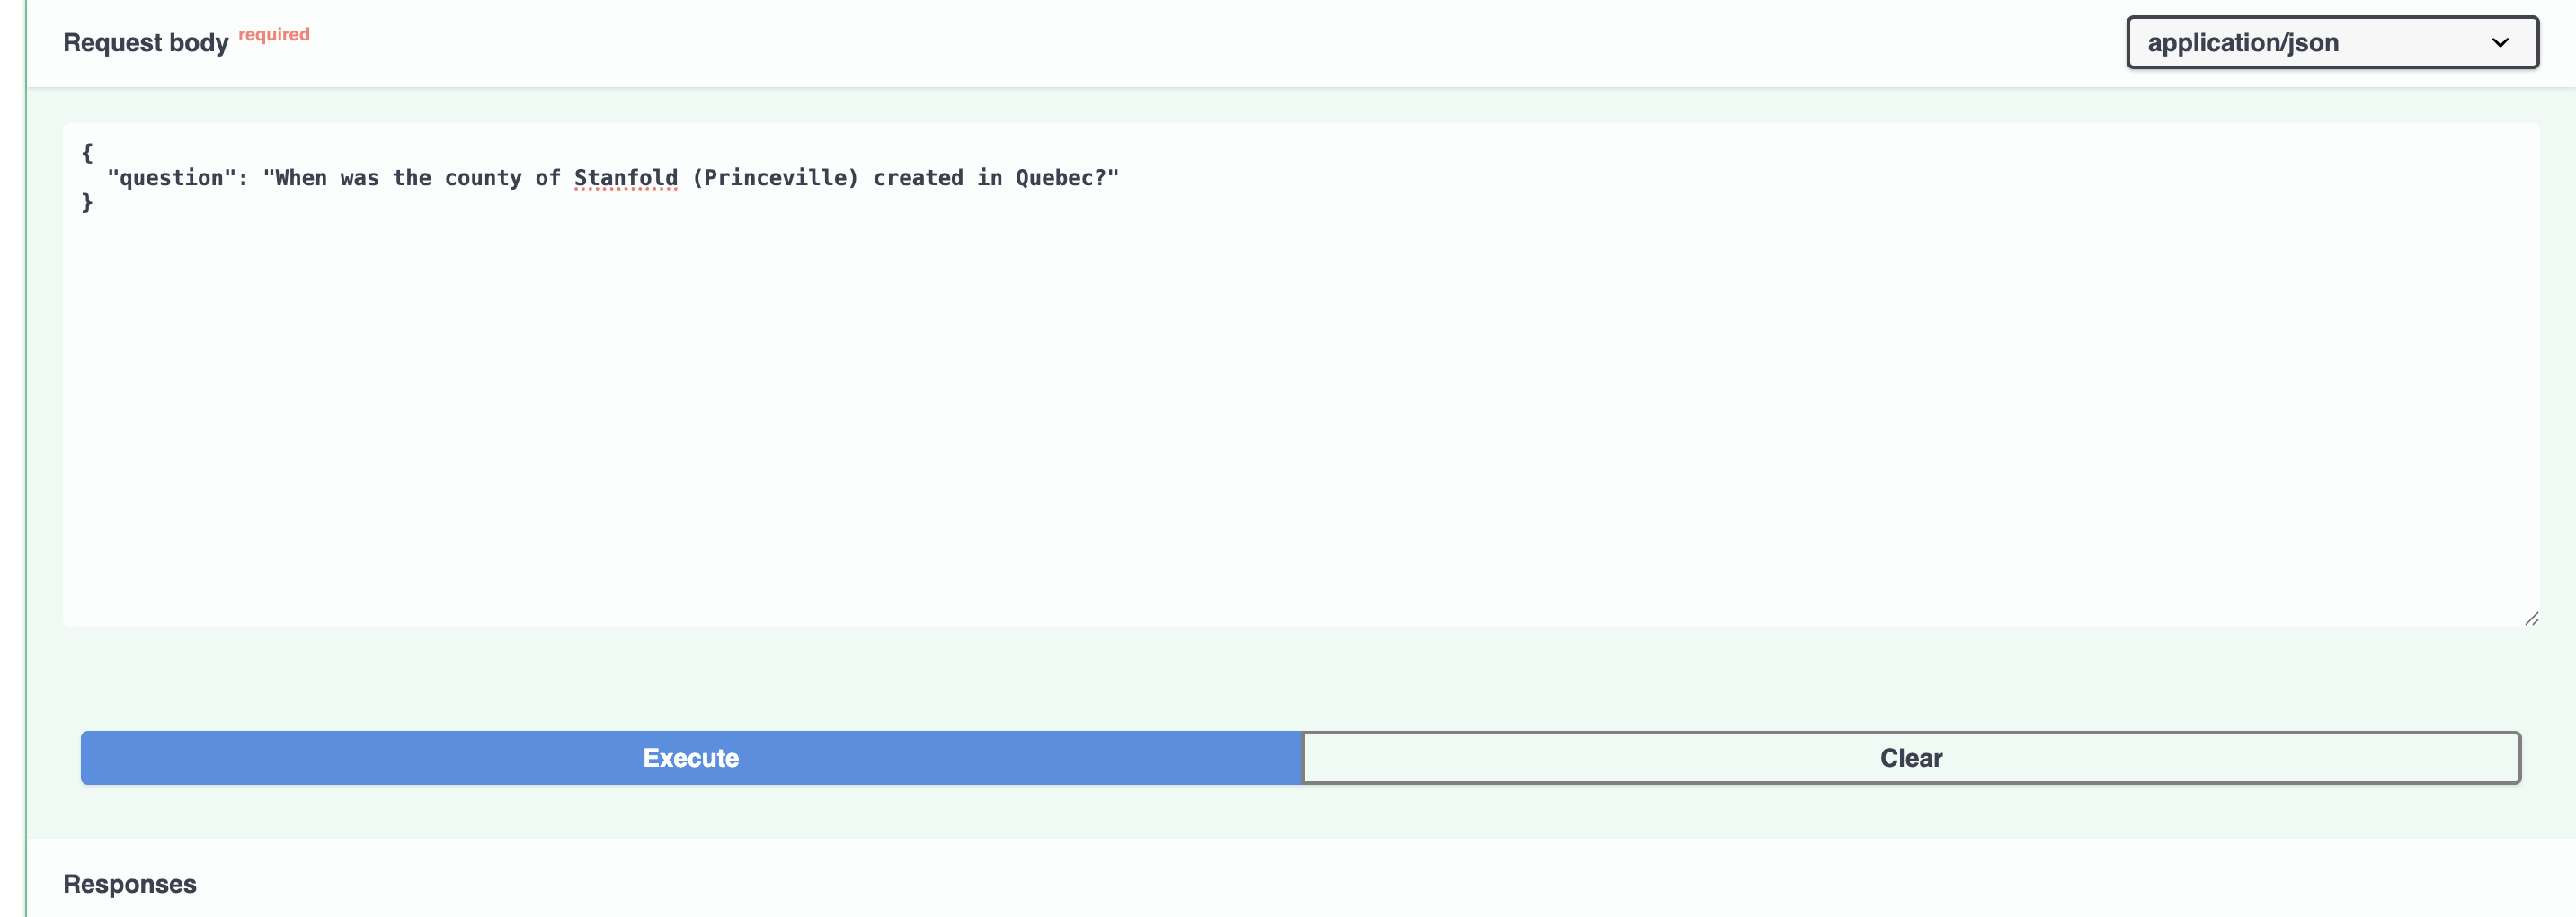 Request body required
application/json
{
  "question": "When was the county of Stanfold (Princeville) created in Quebec?"
}
Execute
Clear
Responses